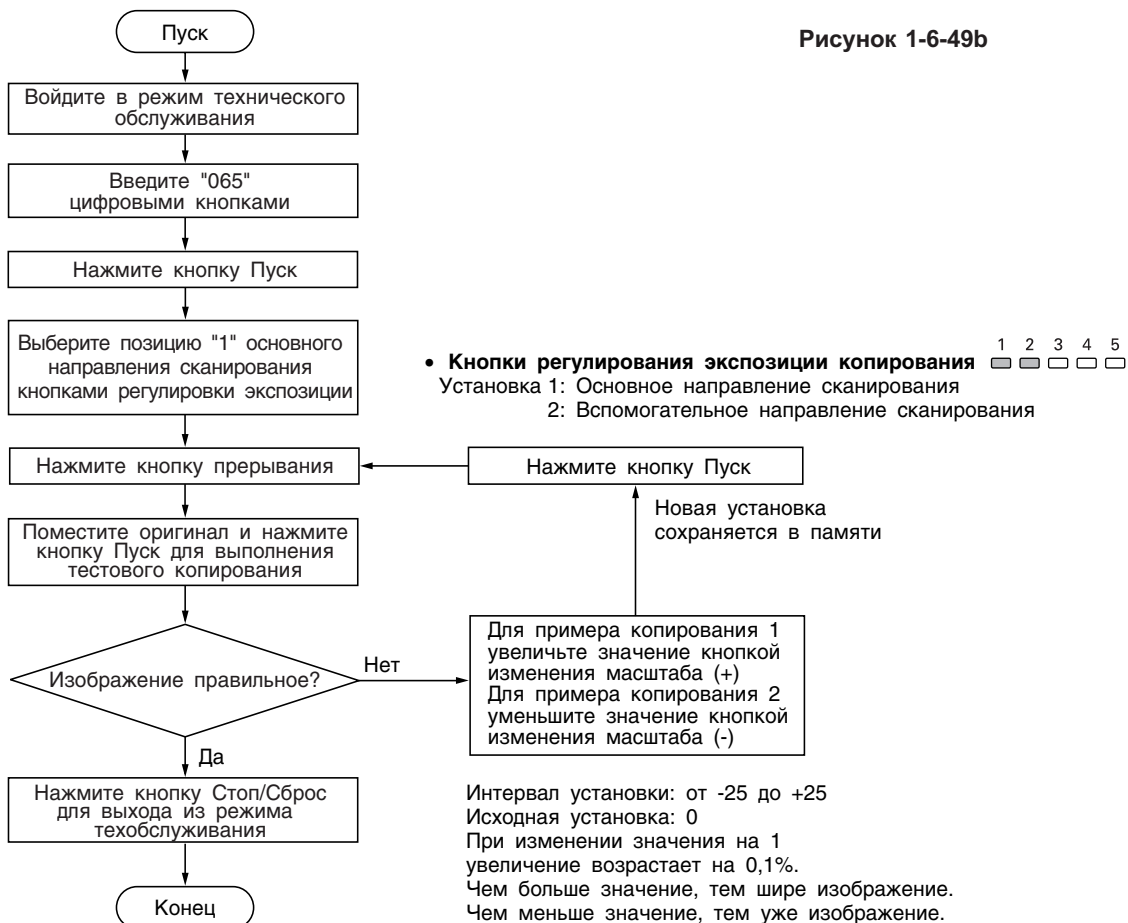 Рисунок 1-6-49b
Пуск
Войдите в режим технического
обслуживания
Введите "065"
цифровыми кнопками
Нажмите кнопку Пуск
Выберите позицию "1" основного
направления сканирования
кнопками регулировки экспозиции
• Кнопки регулирования экспозиции копирования 1 2 3 4 5
Установка 1: Основное направление сканирования
2: Вспомогательное направление сканирования
Нажмите кнопку прерывания
Нажмите кнопку Пуск
Новая установка
сохраняется в памяти
Поместите оригинал и нажмите
кнопку Пуск для выполнения
тестового копирования
Изображение правильное?
Нет
Для примера копирования 1
увеличьте значение кнопкой
изменения масштаба (+)
Для примера копирования 2
уменьшите значение кнопкой
изменения масштаба (-)
Да
Нажмите кнопку Стоп/Сброс
для выхода из режима
техобслуживания
Конец
Интервал установки: от -25 до +25
Исходная установка: 0
При изменении значения на 1
увеличение возрастает на 0,1%.
Чем больше значение, тем шире изображение.
Чем меньше значение, тем уже изображение.